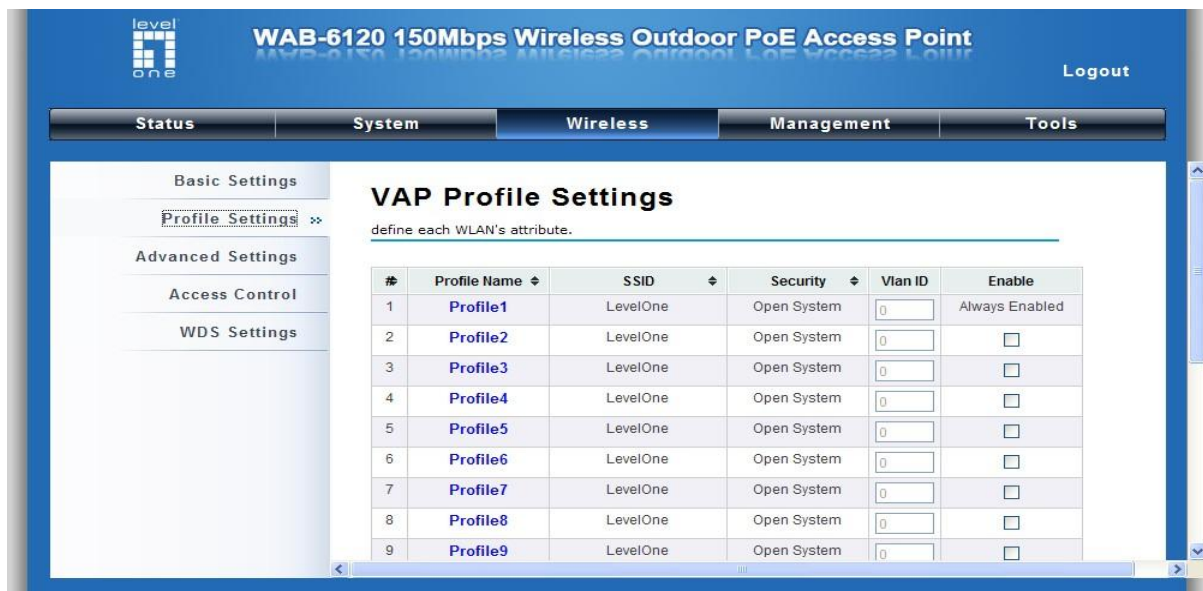 level
one
WAB-6120 150Mbps Wireless Outdoor PoE Access Point
Logout
Status System Wireless Management Tools
Basic Settings
Profile Settings »
Advanced Settings
Access Control
WDS Settings
VAP Profile Settings
define each WLAN's attribute.
# Profile Name SSID Security Vlan ID Enable
1 Profile1 LevelOne Open System 0 Always Enabled
2 Profile2 LevelOne Open System 0
3 Profile3 LevelOne Open System 0
4 Profile4 LevelOne Open System 0
5 Profile5 LevelOne Open System 0
6 Profile6 LevelOne Open System 0
7 Profile7 LevelOne Open System 0
8 Profile8 LevelOne Open System 0
9 Profile9 LevelOne Open System 0